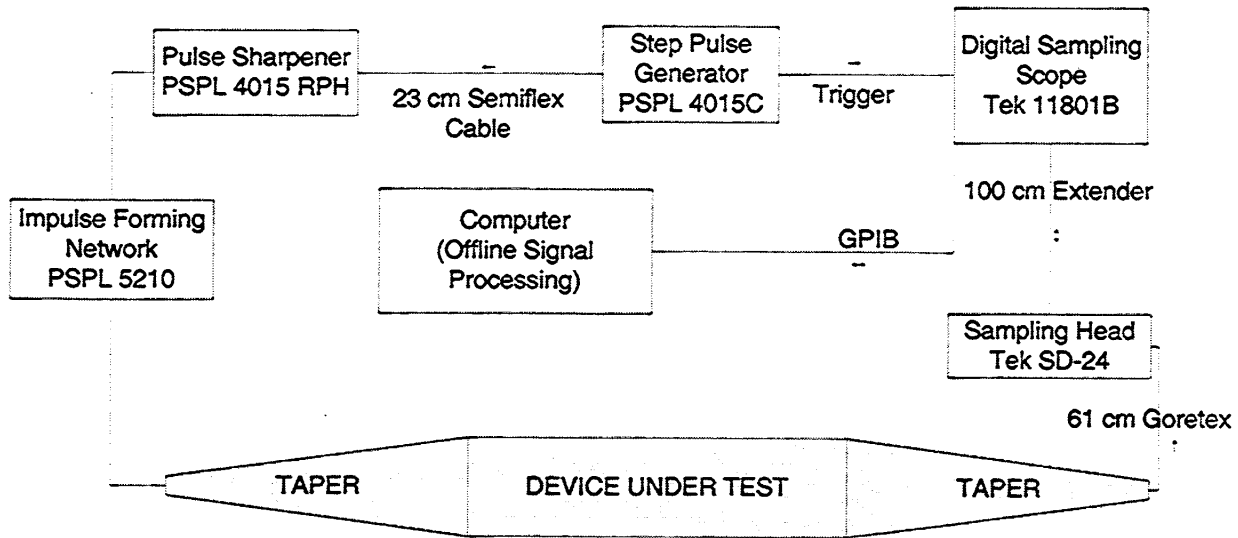 Pulse Sharpener
PSPL 4015 RPH
23 cm Semiflex
Cable
Step Pulse
Generator
PSPL 4015C
Trigger
Digital Sampling
Scope
Tek 11801B
100 cm Extender
Impulse Forming
Network
PSPL 5210
Computer
(Offline Signal
Processing)
GPIB
Sampling Head
Tek SD-24
61 cm Goretex
TAPER
DEVICE UNDER TEST
TAPER